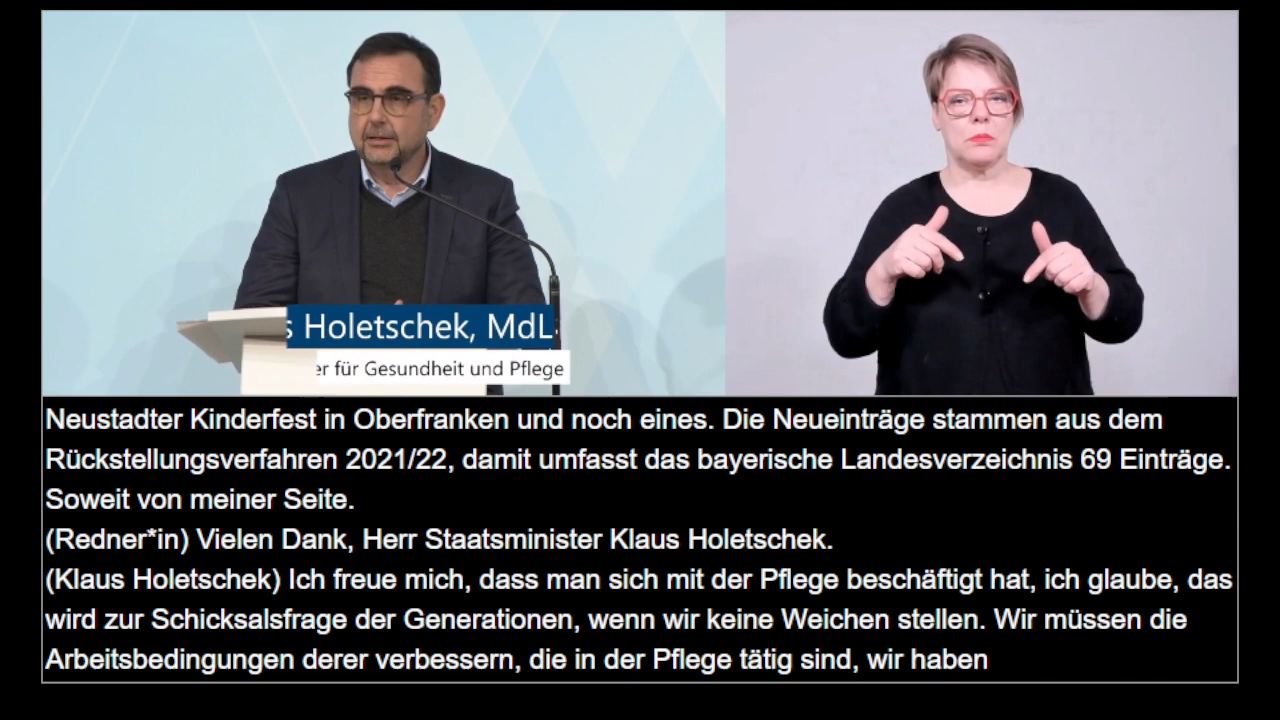 s Holetschek, MdL
er für Gesundheit und Pflege
Neustadter Kinderfest in Oberfranken und noch eines. Die Neueinträge stammen aus dem
Rückstellungsverfahren 2021/22, damit umfasst das bayerische Landesverzeichnis 69 Einträge.
Soweit von meiner Seite.
(Redner*in) Vielen Dank, Herr Staatsminister Klaus Holetschek.
(Klaus Holetschek) Ich freue mich, dass man sich mit der Pflege beschäftigt hat, ich glaube, das
wird zur Schicksalsfrage der Generationen, wenn wir keine Weichen stellen. Wir müssen die
Arbeitsbedingungen derer verbessern, die in der Pflege tätig sind, wir haben